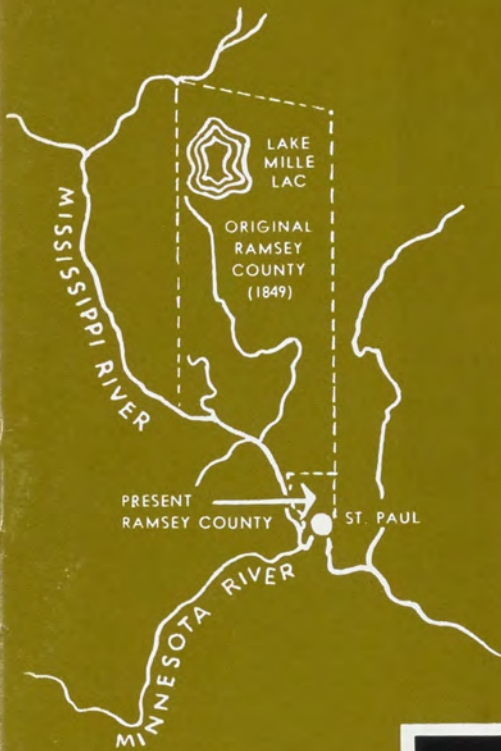 LAKE
MILLE
LAC
ORIGINAL
RAMSEY
COUNTY
(1849)
MISSISSIPPI RIVER
PRESENT
RAMSEY COUNTY
ST. PAUL
MINNESOTA RIVER